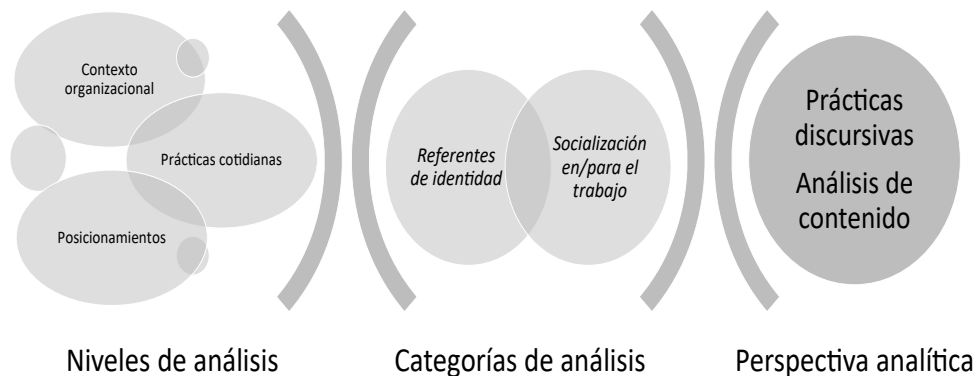 Contexto
organizacional
Prácticas cotidianas
Posicionamientos
Referentes
de identidad
Socialización
en/para el
trabajo
Prácticas
discursivas
Análisis de
contenido
Niveles de análisis
Categorías de análisis
Perspectiva analítica